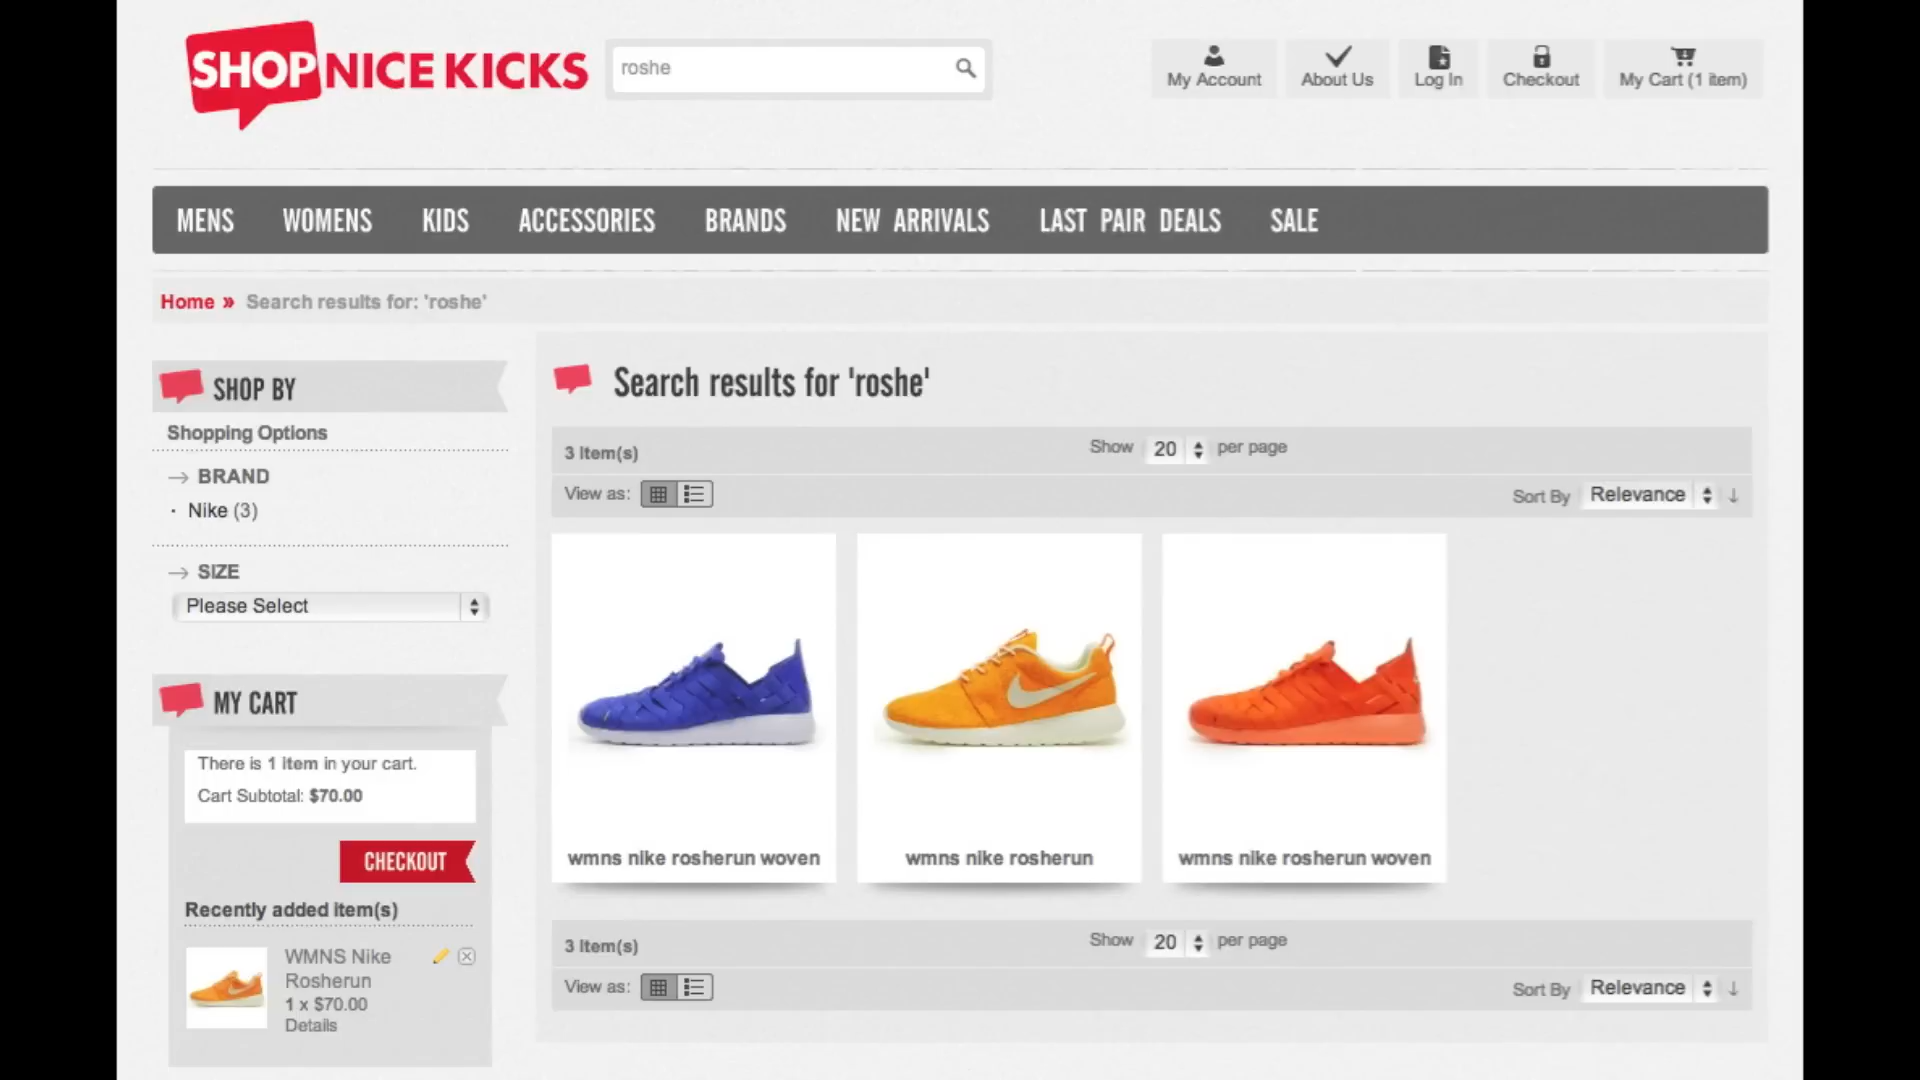 SHOP NICE KICKS
roshe
My Account
About Us
Log In
Checkout
My Cart (1 item)
MENS WOMENS KIDS ACCESSORIES BRANDS NEW ARRIVALS LAST PAIR DEALS SALE
Home » Search results for: 'roshe'
SHOP BY
Shopping Options
→ BRAND
· Nike (3)
→ SIZE
Please Select
MY CART
There is 1 item in your cart.
Cart Subtotal: $70.00
CHECKOUT
Recently added item(s)
WMNS Nike
Rosherun
1 x $70.00
Details
Search results for 'roshe'
3 Item(s)
Show 20 per page
View as:
Sort By Relevance ↓
wmns nike rosherun woven
wmns nike rosherun
wmns nike rosherun woven
3 Item(s)
Show 20 per page
View as:
Sort By Relevance ↓